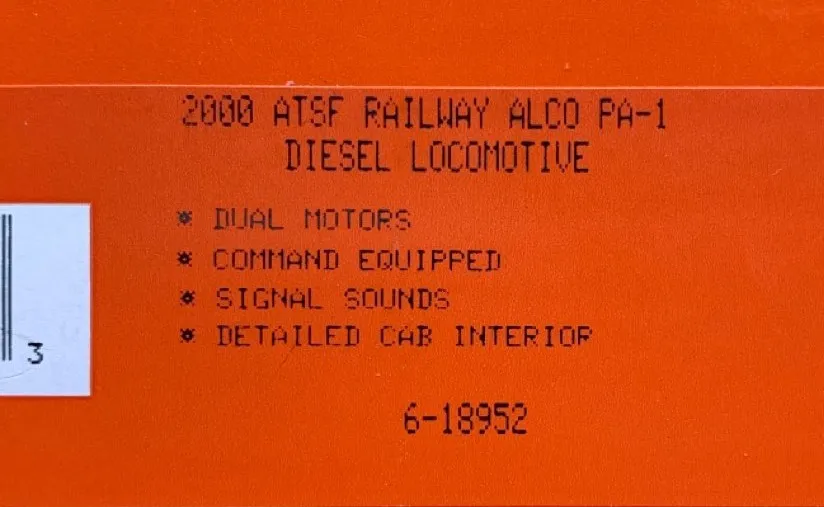 2000 ATSF RAILWAY ALCO PA-1
DIESEL LOCOMOTIVE
* DUAL MOTORS
* COMMAND EQUIPPED
* SIGNAL SOUNDS
* DETAILED CAB INTERIOR
3
6-18952